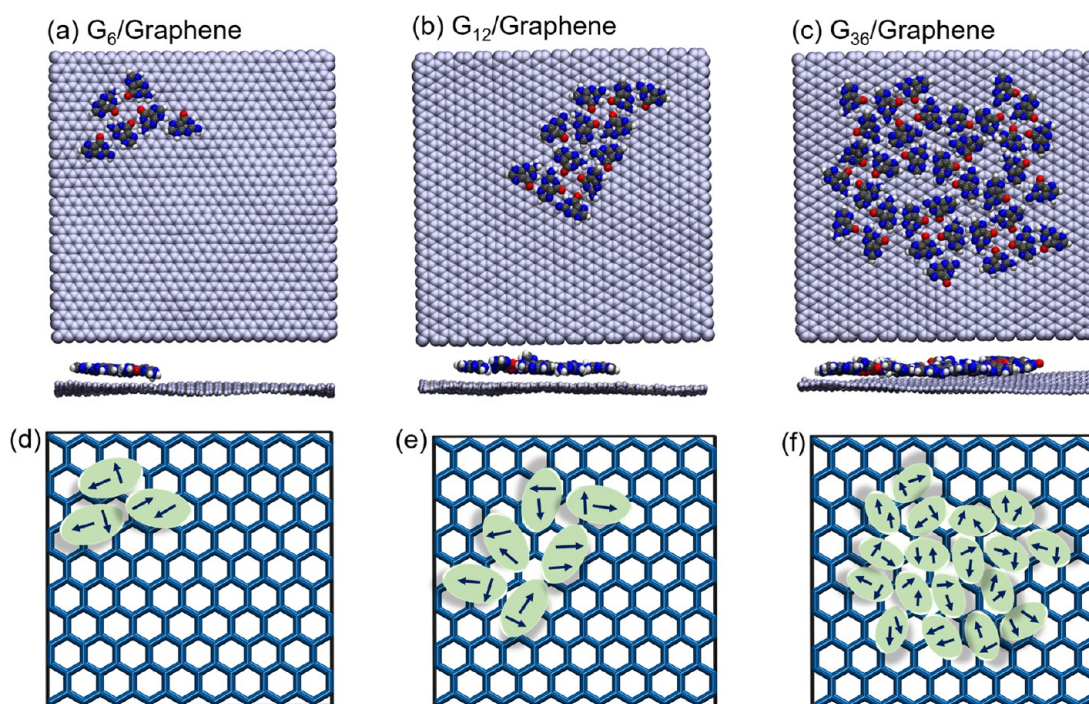 (a) G₆/Graphene
(b) G₁₂/Graphene
(c) G₃₆/Graphene
(d)
(e)
(f)